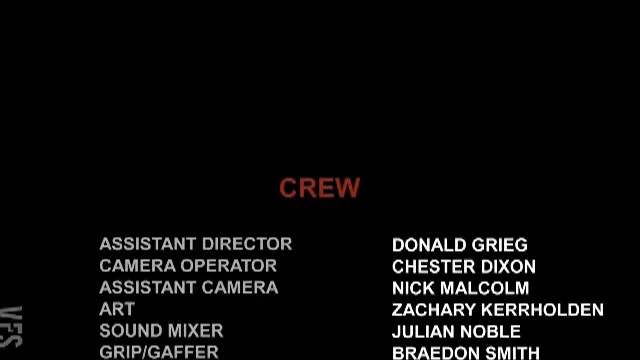 CREW
ASSISTANT DIRECTOR DONALD GRIEG
CAMERA OPERATOR CHESTER DIXON
ASSISTANT CAMERA NICK MALCOLM
ART ZACHARY KERRHOLDEN
SOUND MIXER JULIAN NOBLE
GRIP/GAFFER BRAEDON SMITH
VFS